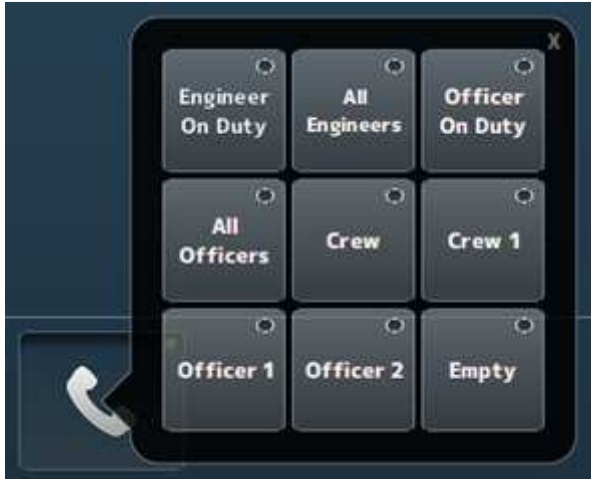 X
Engineer
On Duty
All
Engineers
Officer
On Duty
All
Officers
Crew
Crew 1
Officer 1
Officer 2
Empty